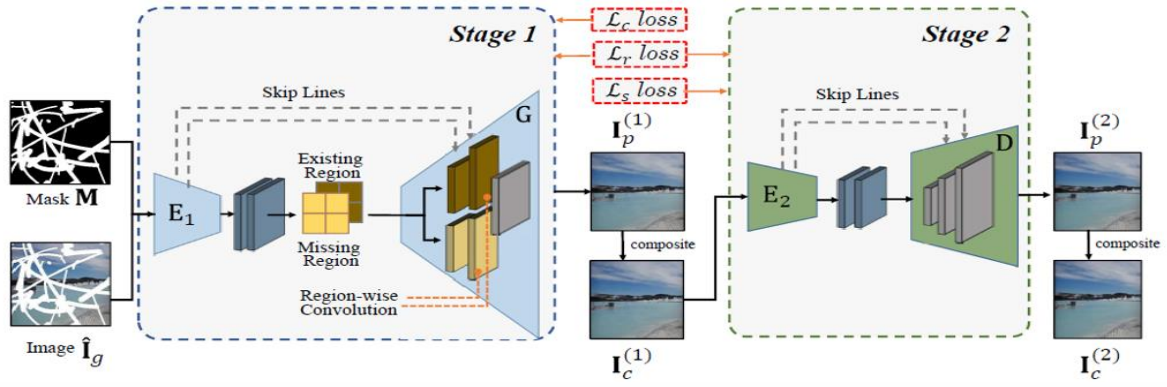 Stage 1
ℒc loss
ℒr loss
ℒs loss
Stage 2
Skip Lines
G
Ip(1)
Skip Lines
D
Ip(2)
Existing
Region
Mask M
E1
E2
composite
composite
Missing
Region
Region-wise
Convolution
Image Îg
Ic(1)
Ic(2)